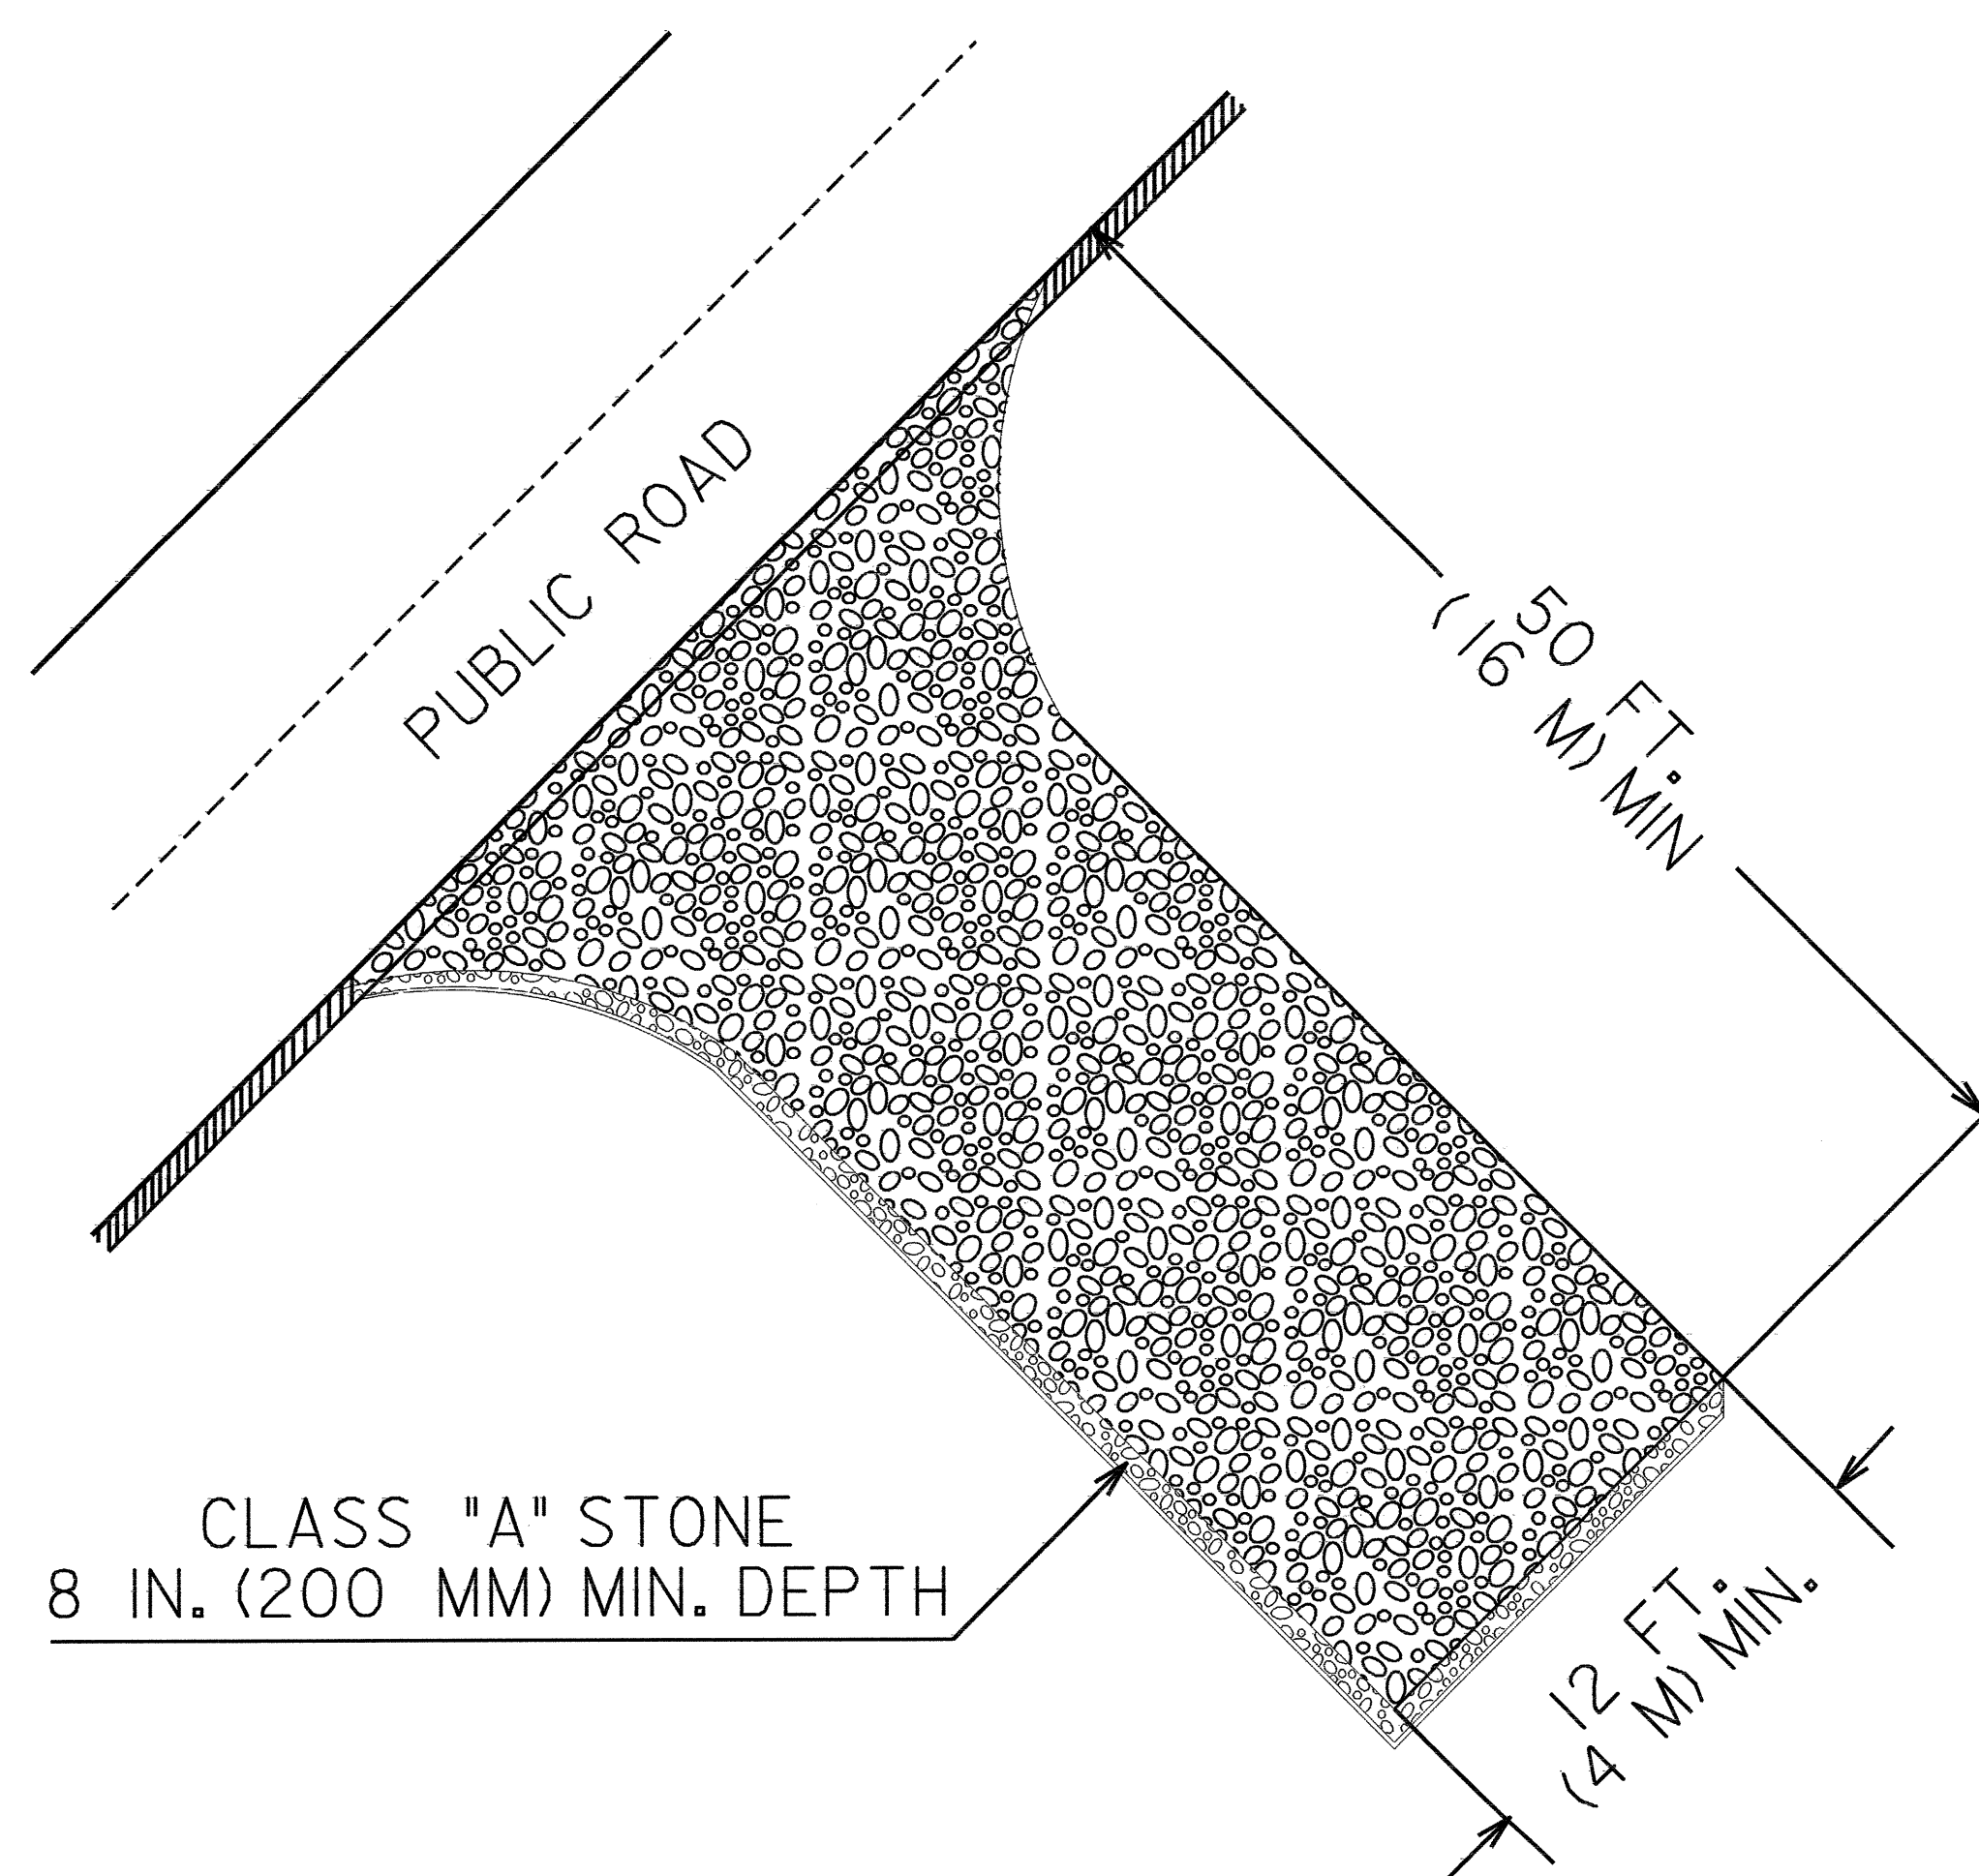 PUBLIC ROAD
50 FT.
(16 M) MIN
CLASS "A" STONE
8 IN. (200 MM) MIN. DEPTH
12 FT.
(4 M) MIN.